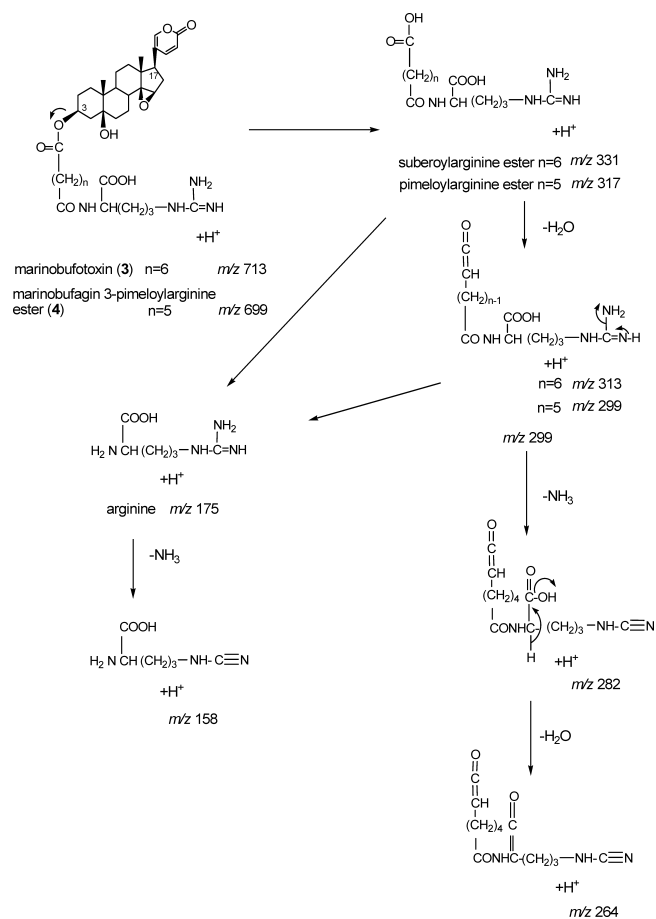 O
O
17
O
3
O
OH
O=C
(CH2)n
COOH
NH2
CO NH CH(CH2)3—NH-C=NH
+H+
marinobufotoxin (3) n=6 m/z 713
marinobufagin 3-pimeloylarginine
ester (4) n=5 m/z 699
OH
O=C
(CH2)n
COOH
NH2
CO NH CH (CH2)3—NH-C=NH
+H+
suberoylarginine ester n=6 m/z 331
pimeloylarginine ester n=5 m/z 317
-H2O
O
C
CH
(CH2)n-1
COOH
NH2
CO NH CH (CH2)3—NH-C=N-H
+H+
n=6 m/z 313
n=5 m/z 299
m/z 299
COOH
NH2
H2 N CH(CH2)3—NH-C=NH
+H+
arginine m/z 175
-NH3
COOH
H2 N CH (CH2)3—NH-C≡N
+H+
m/z 158
-NH3
O
C
CH
O
(CH2)4
C-OH
CONHC- (CH2)3—NH-C≡N
H
+H+
m/z 282
-H2O
O
C
CH
O
(CH2)4
C
CONHC-(CH2)3—NH-C≡N
+H+
m/z 264